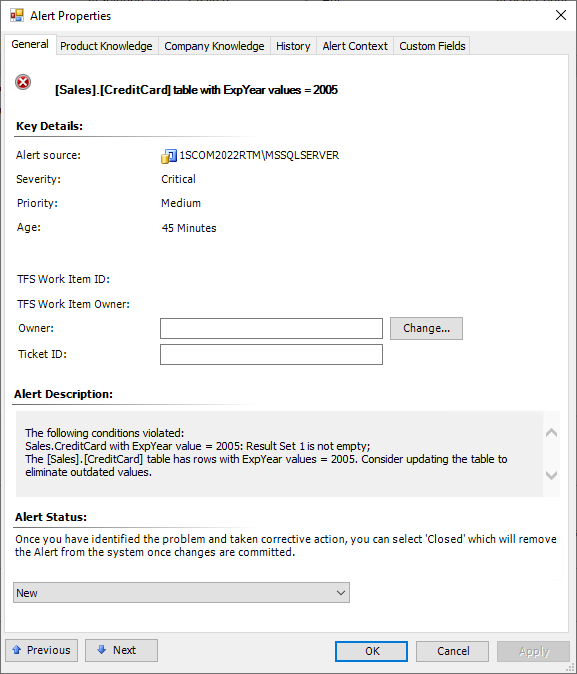 Alert Properties
General Product Knowledge Company Knowledge History Alert Context Custom Fields
[Sales].[CreditCard] table with ExpYear values = 2005
Key Details:
Alert source: 1SCOM2022RTM\MSSQLSERVER
Severity: Critical
Priority: Medium
Age: 45 Minutes
TFS Work Item ID:
TFS Work Item Owner:
Owner: Change...
Ticket ID:
Alert Description:
The following conditions violated:
Sales.CreditCard with ExpYear value = 2005: Result Set 1 is not empty;
The [Sales].[CreditCard] table has rows with ExpYear values = 2005. Consider updating the table to
eliminate outdated values.
Alert Status:
Once you have identified the problem and taken corrective action, you can select 'Closed' which will remove
the Alert from the system once changes are committed.
New
Previous Next OK Cancel Apply